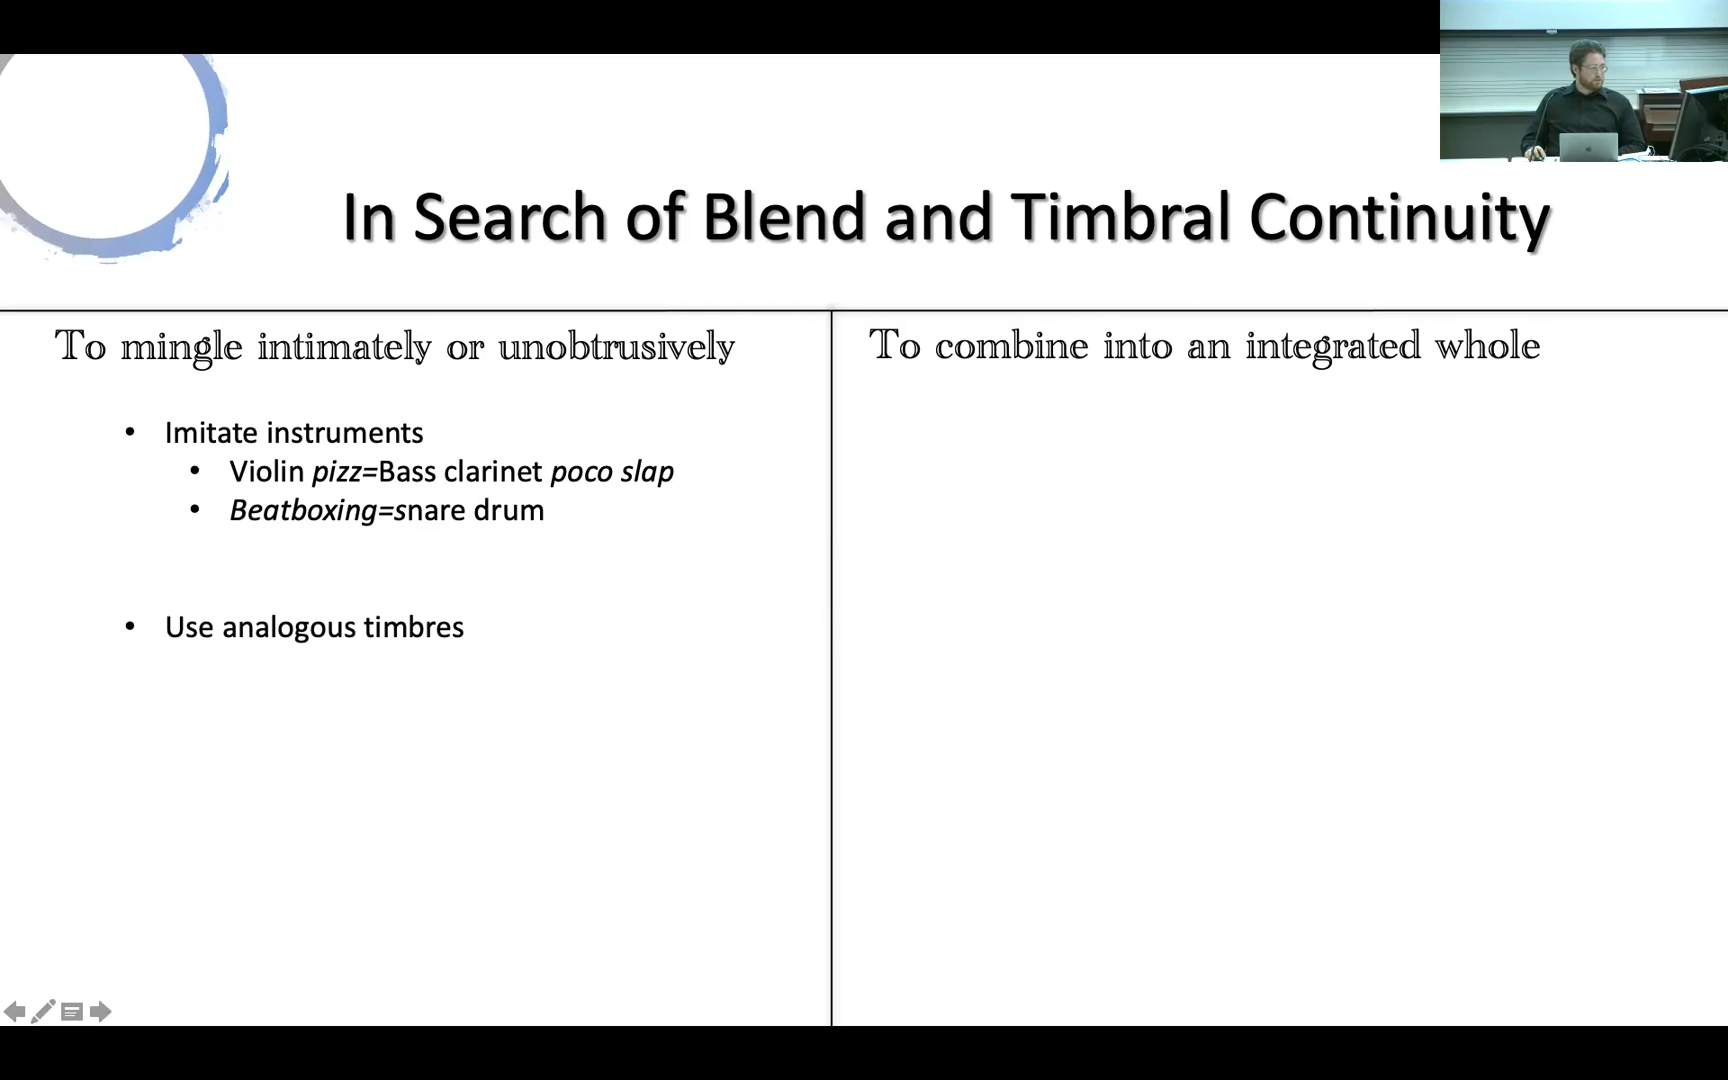 In Search of Blend and Timbral Continuity
To mingle intimately or unobtrusively
• Imitate instruments
• Violin pizz=Bass clarinet poco slap
• Beatboxing=snare drum
• Use analogous timbres
To combine into an integrated whole